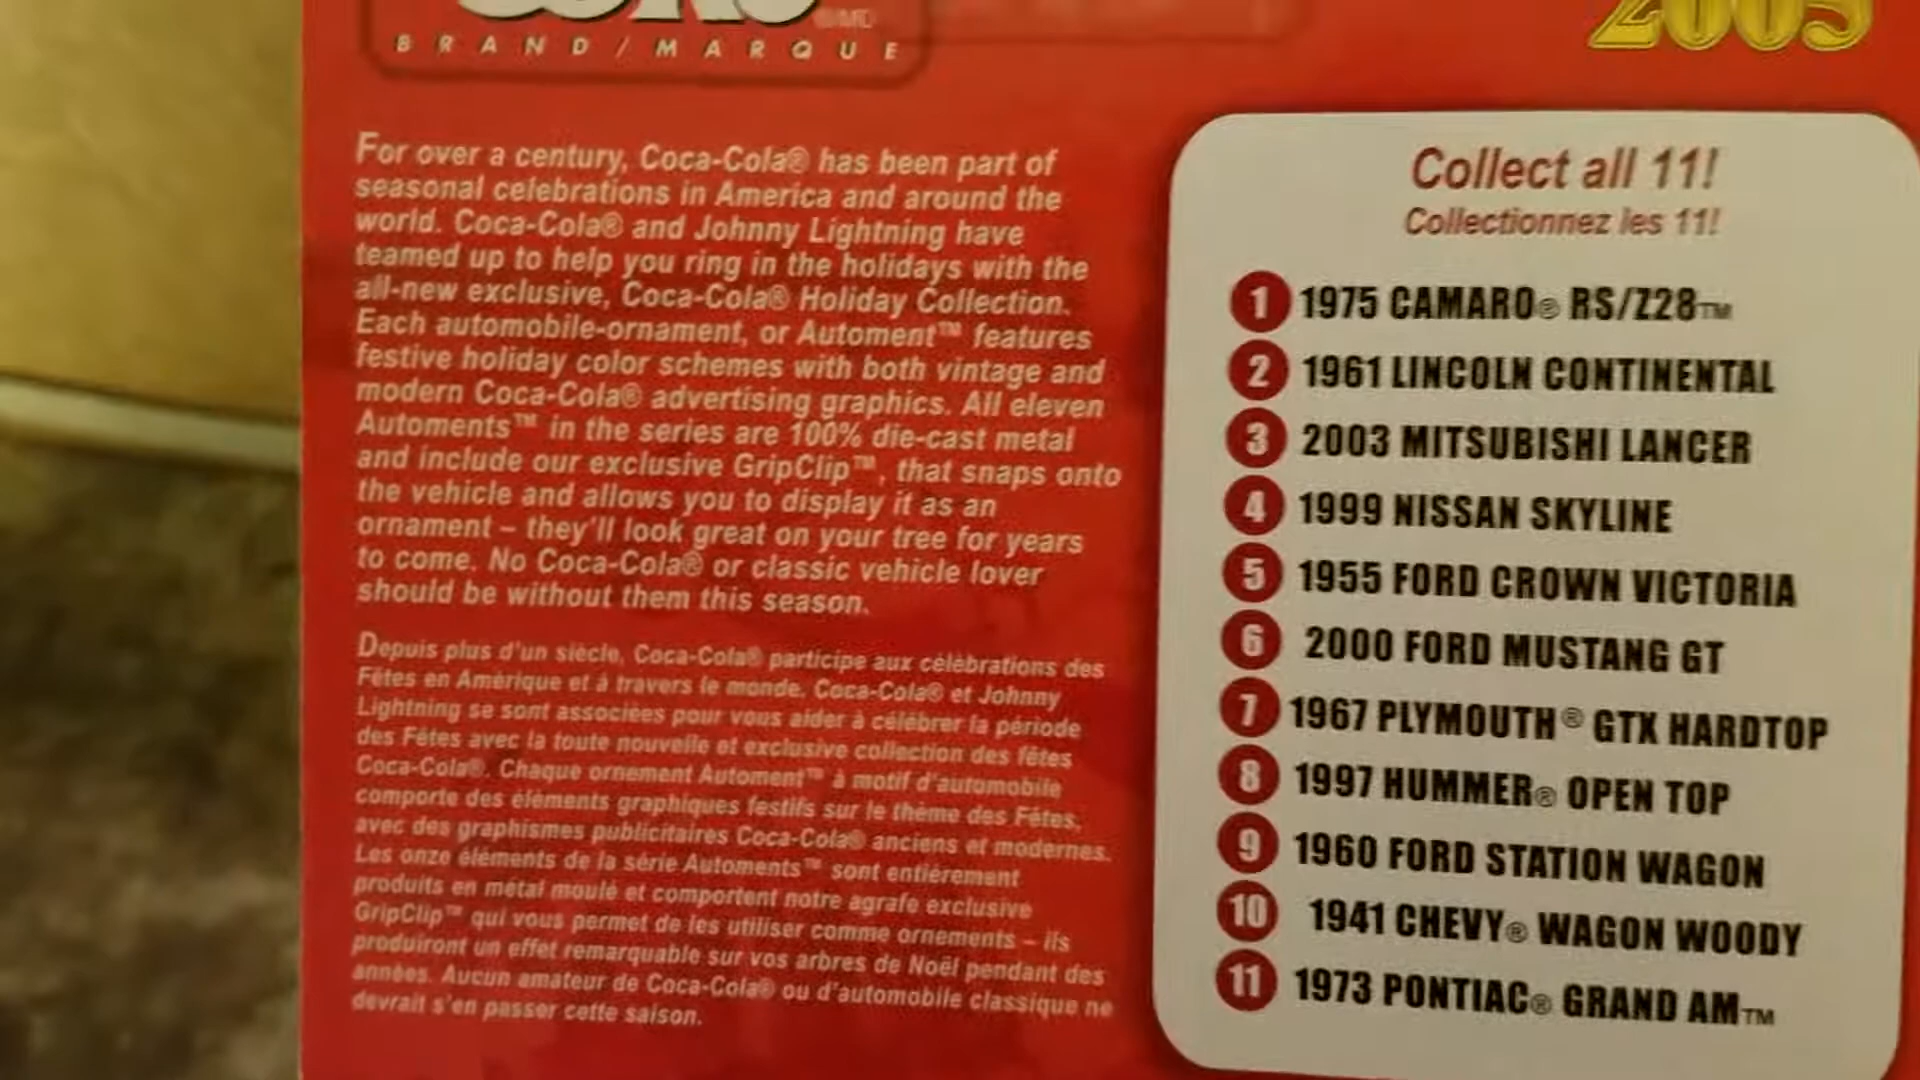 BRAND/MARQUE
2005
For over a century, Coca-Cola® has been part of
seasonal celebrations in America and around the
world. Coca-Cola® and Johnny Lightning have
teamed up to help you ring in the holidays with the
all-new exclusive, Coca-Cola® Holiday Collection.
Each automobile-ornament, or Automent™ features
festive holiday color schemes with both vintage and
modern Coca-Cola® advertising graphics. All eleven
Automents™ in the series are 100% die-cast metal
and include our exclusive GripClip™, that snaps onto
the vehicle and allows you to display it as an
ornament – they'll look great on your tree for years
to come. No Coca-Cola® or classic vehicle lover
should be without them this season.
Depuis plus d'un siècle, Coca-Cola® participe aux célébrations des
Fêtes en Amérique et à travers le monde. Coca-Cola® et Johnny
Lightning se sont associées pour vous aider à célébrer la période
des Fêtes avec la toute nouvelle et exclusive collection des fêtes
Coca-Cola®. Chaque ornement Automent™ à motif d'automobile
comporte des éléments graphiques festifs sur le thème des Fêtes,
avec des graphismes publicitaires Coca-Cola® anciens et modernes.
Les onze éléments de la série Automents™ sont entièrement
produits en métal moulé et comportent notre agrafe exclusive
GripClip™ qui vous permet de les utiliser comme ornements – ils
produiront un effet remarquable sur vos arbres de Noël pendant des
années. Aucun amateur de Coca-Cola® ou d'automobile classique ne
devrait s'en passer cette saison.
Collect all 11!
Collectionnez les 11!
1 1975 CAMARO® RS/Z28™
2 1961 LINCOLN CONTINENTAL
3 2003 MITSUBISHI LANCER
4 1999 NISSAN SKYLINE
5 1955 FORD CROWN VICTORIA
6 2000 FORD MUSTANG GT
7 1967 PLYMOUTH® GTX HARDTOP
8 1997 HUMMER® OPEN TOP
9 1960 FORD STATION WAGON
10 1941 CHEVY® WAGON WOODY
11 1973 PONTIAC® GRAND AM™